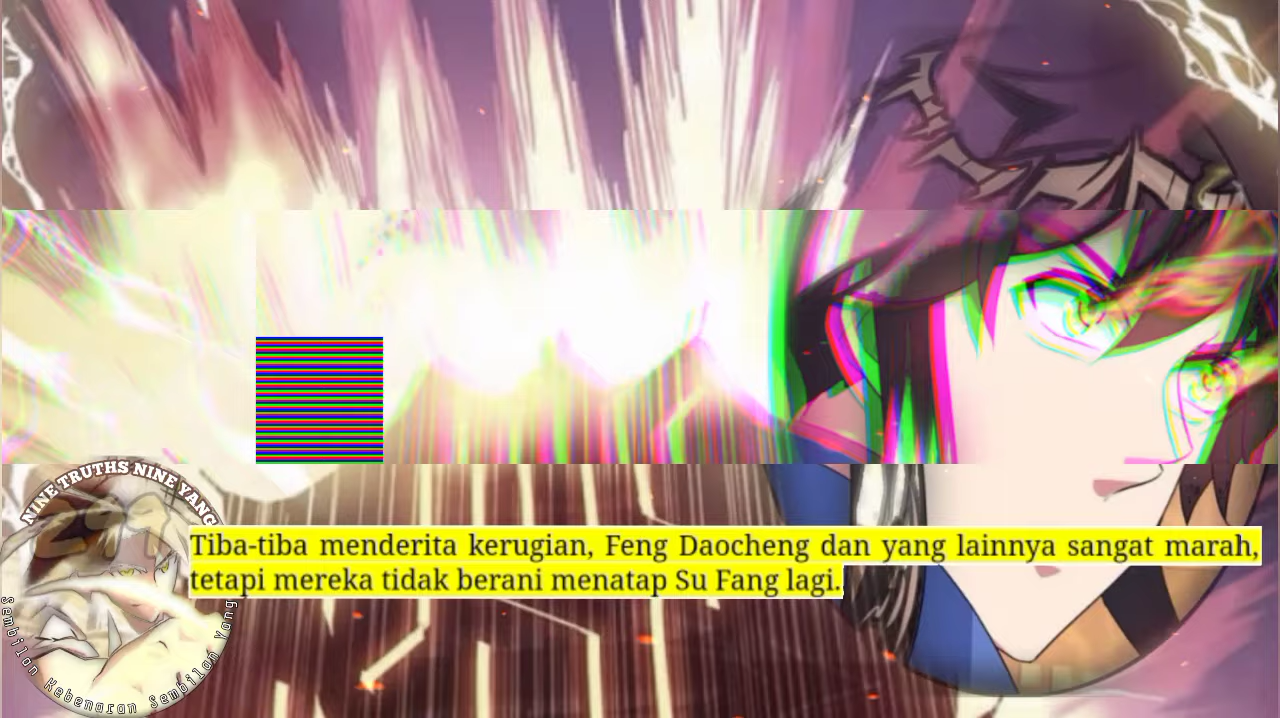 NINE TRUTHS NINE YANG
Tiba-tiba menderita kerugian, Feng Daocheng dan yang lainnya sangat marah,
tetapi mereka tidak berani menatap Su Fang lagi.
Sembilan Kebenaran Sembilan Yang